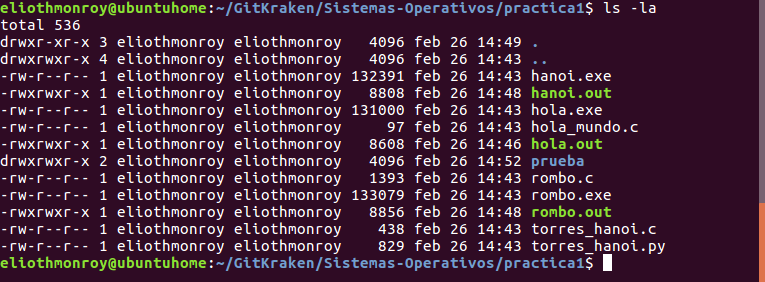 eliothmonroy@ubuntuhome:~/GitKraken/Sistemas-Operativos/practica1$ ls -la
total 536
drwxr-xr-x 3 eliothmonroy eliothmonroy   4096 feb 26 14:49 .
drwxrwxr-x 4 eliothmonroy eliothmonroy   4096 feb 26 14:43 ..
-rw-r--r-- 1 eliothmonroy eliothmonroy 132391 feb 26 14:43 hanoi.exe
-rwxrwxr-x 1 eliothmonroy eliothmonroy   8808 feb 26 14:48 hanoi.out
-rw-r--r-- 1 eliothmonroy eliothmonroy 131000 feb 26 14:43 hola.exe
-rw-r--r-- 1 eliothmonroy eliothmonroy     97 feb 26 14:43 hola_mundo.c
-rwxrwxr-x 1 eliothmonroy eliothmonroy   8608 feb 26 14:46 hola.out
drwxrwxr-x 2 eliothmonroy eliothmonroy   4096 feb 26 14:52 prueba
-rw-r--r-- 1 eliothmonroy eliothmonroy   1393 feb 26 14:43 rombo.c
-rw-r--r-- 1 eliothmonroy eliothmonroy 133079 feb 26 14:43 rombo.exe
-rwxrwxr-x 1 eliothmonroy eliothmonroy   8856 feb 26 14:48 rombo.out
-rw-r--r-- 1 eliothmonroy eliothmonroy    438 feb 26 14:43 torres_hanoi.c
-rw-r--r-- 1 eliothmonroy eliothmonroy    829 feb 26 14:43 torres_hanoi.py
eliothmonroy@ubuntuhome:~/GitKraken/Sistemas-Operativos/practica1$